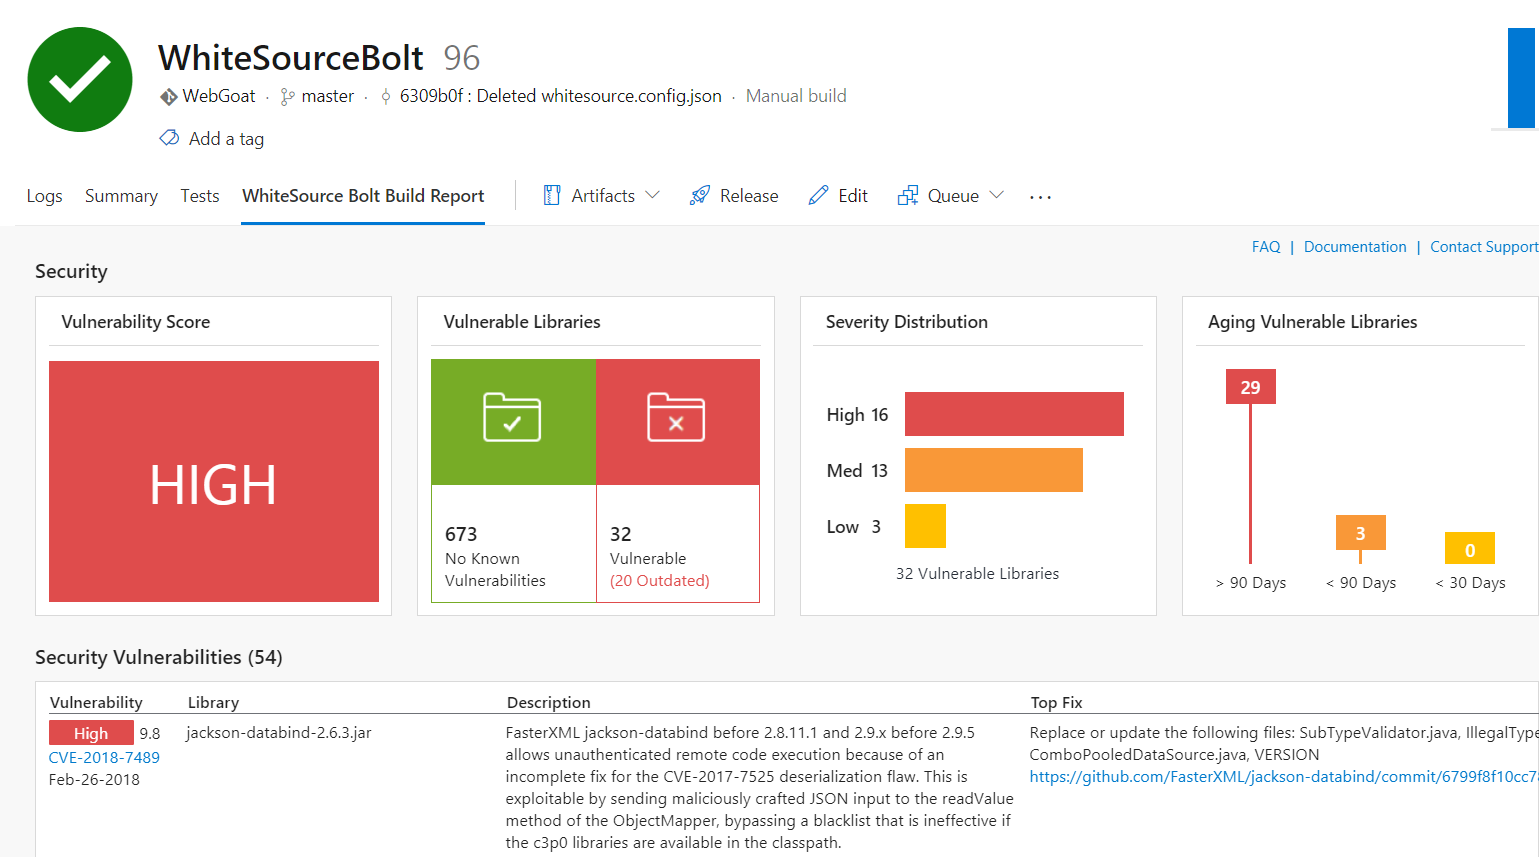 WhiteSourceBolt 96
WebGoat · master · 6309b0f : Deleted whitesource.config.json · Manual build
Add a tag
Logs Summary Tests WhiteSource Bolt Build Report Artifacts Release Edit Queue ...
FAQ | Documentation | Contact Support
Security
Vulnerability Score
HIGH
Vulnerable Libraries
673
No Known
Vulnerabilities
32
Vulnerable
(20 Outdated)
Severity Distribution
High 16
Med 13
Low 3
32 Vulnerable Libraries
Aging Vulnerable Libraries
29
3
0
> 90 Days < 90 Days < 30 Days
Security Vulnerabilities (54)
Vulnerability Library Description Top Fix
High 9.8
CVE-2018-7489
Feb-26-2018
jackson-databind-2.6.3.jar
FasterXML jackson-databind before 2.8.11.1 and 2.9.x before 2.9.5
allows unauthenticated remote code execution because of an
incomplete fix for the CVE-2017-7525 deserialization flaw. This is
exploitable by sending maliciously crafted JSON input to the readValue
method of the ObjectMapper, bypassing a blacklist that is ineffective if
the c3p0 libraries are available in the classpath.
Replace or update the following files: SubTypeValidator.java, IllegalType
ComboPooledDataSource.java, VERSION
https://github.com/FasterXML/jackson-databind/commit/6799f8f10cc7